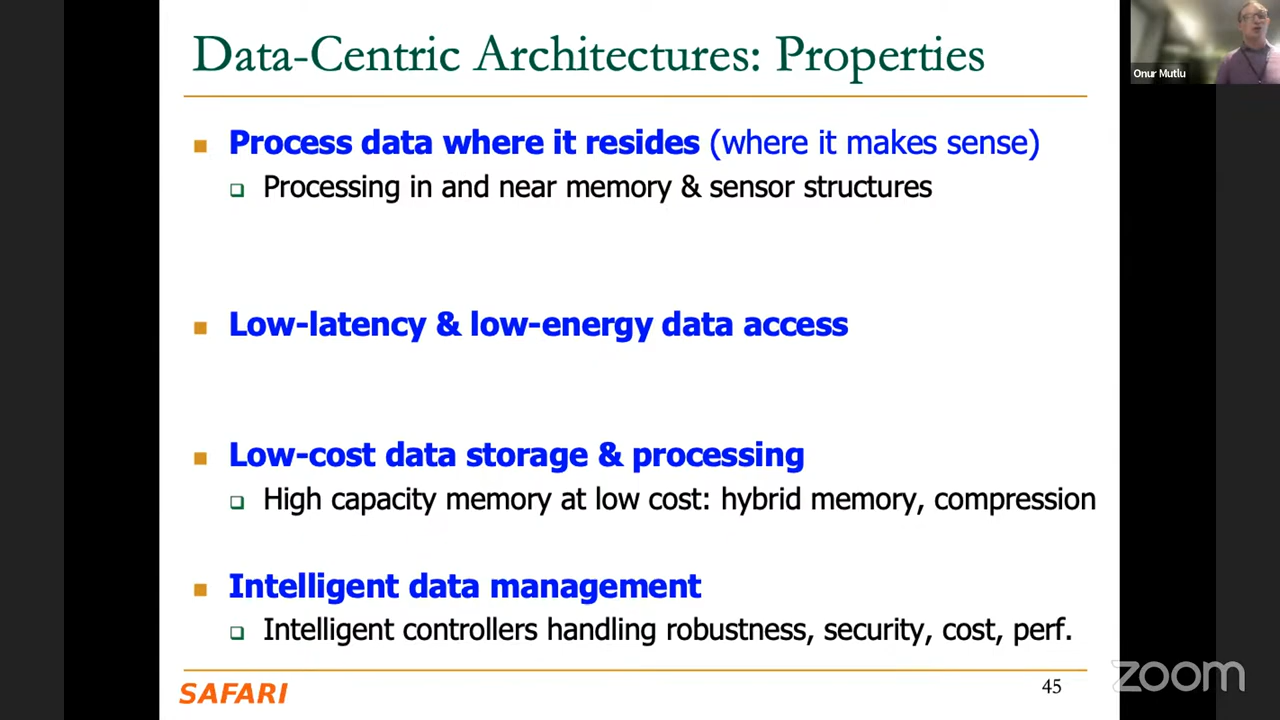 Data-Centric Architectures: Properties
Onur Mutlu
Process data where it resides (where it makes sense)
Processing in and near memory & sensor structures
Low-latency & low-energy data access
Low-cost data storage & processing
High capacity memory at low cost: hybrid memory, compression
Intelligent data management
Intelligent controllers handling robustness, security, cost, perf.
SAFARI
45
zoom